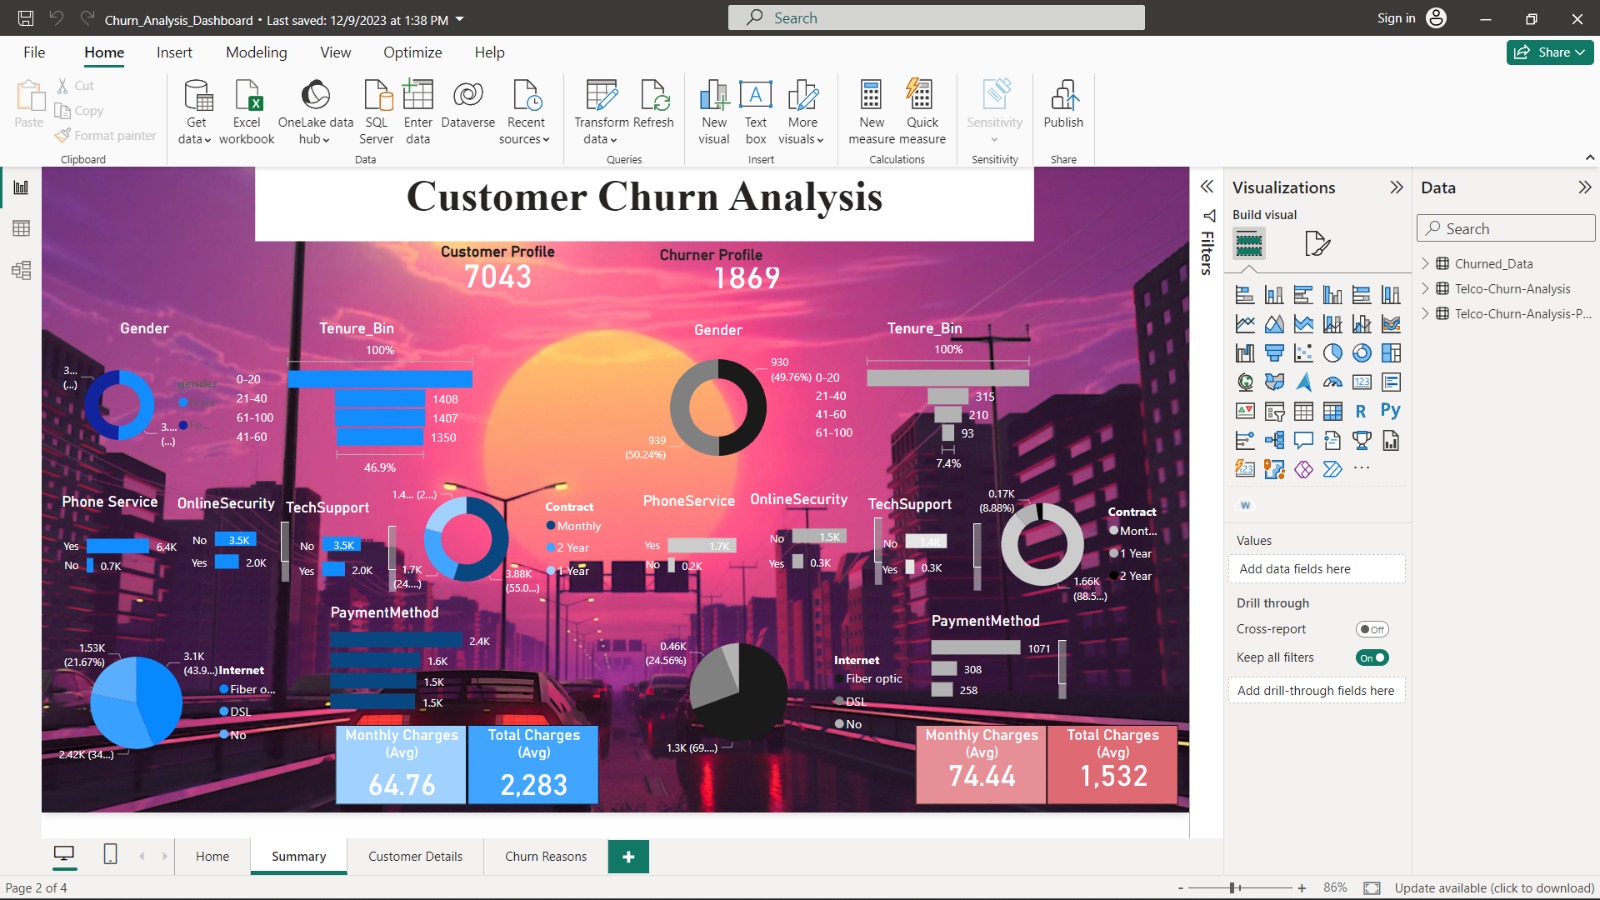 Churn_Analysis_Dashboard • Last saved: 12/9/2023 at 1:38 PM
Search
Sign in
File Home Insert Modeling View Optimize Help
Share
Paste
Cut
Copy
Format painter
Clipboard
Get data
Excel workbook
OneLake data hub
SQL Server
Enter data
Dataverse
Recent sources
Data
Transform data
Refresh
Queries
New visual
Text box
More visuals
Insert
New measure
Quick measure
Calculations
Sensitivity
Sensitivity
Publish
Share
Customer Churn Analysis
Customer Profile
7043
Churner Profile
1869
Gender
3...
(...)
3....
(...)
gender
Fe...
Tenure_Bin
100%
0-20
21-40 1408
61-100 1407
41-60 1350
46.9%
Gender
930
(49.76%)
939
(50.24%)
Tenure_Bin
100%
0-20
21-40 315
41-60 210
61-100 93
7.4%
Phone Service
Yes 6.4K
No 0.7K
OnlineSecurity
No 3.5K
Yes 2.0K
TechSupport
No 3.5K
Yes 2.0K
1.4... (2...)
1.7K
(24....)
3.88K
(55.0...)
Contract
Monthly
2 Year
1 Year
PhoneService
Yes 1.7K
No 0.2K
OnlineSecurity
No 1.5K
Yes 0.3K
TechSupport
No 1.4K
Yes 0.3K
0.17K
(8.88%)
1.66K
(88.5...)
Contract
Mont...
1 Year
2 Year
PaymentMethod
2.4K
1.6K
1.5K
1.5K
1.53K
(21.67%)
3.1K
(43.9...)
2.42K (34...)
Internet
Fiber o...
DSL
No
0.46K
(24.56%)
1.3K (69....)
Internet
Fiber optic
DSL
No
PaymentMethod
1071
308
258
Monthly Charges
(Avg)
64.76
Total Charges
(Avg)
2,283
Monthly Charges
(Avg)
74.44
Total Charges
(Avg)
1,532
Filters
Visualizations
Build visual
R
Py
123
W
Values
Add data fields here
Drill through
Cross-report Off
Keep all filters On
Add drill-through fields here
Data
Search
Churned_Data
Telco-Churn-Analysis
Telco-Churn-Analysis-P...
Home Summary Customer Details Churn Reasons +
Page 2 of 4
- + 86%
Update available (click to download)